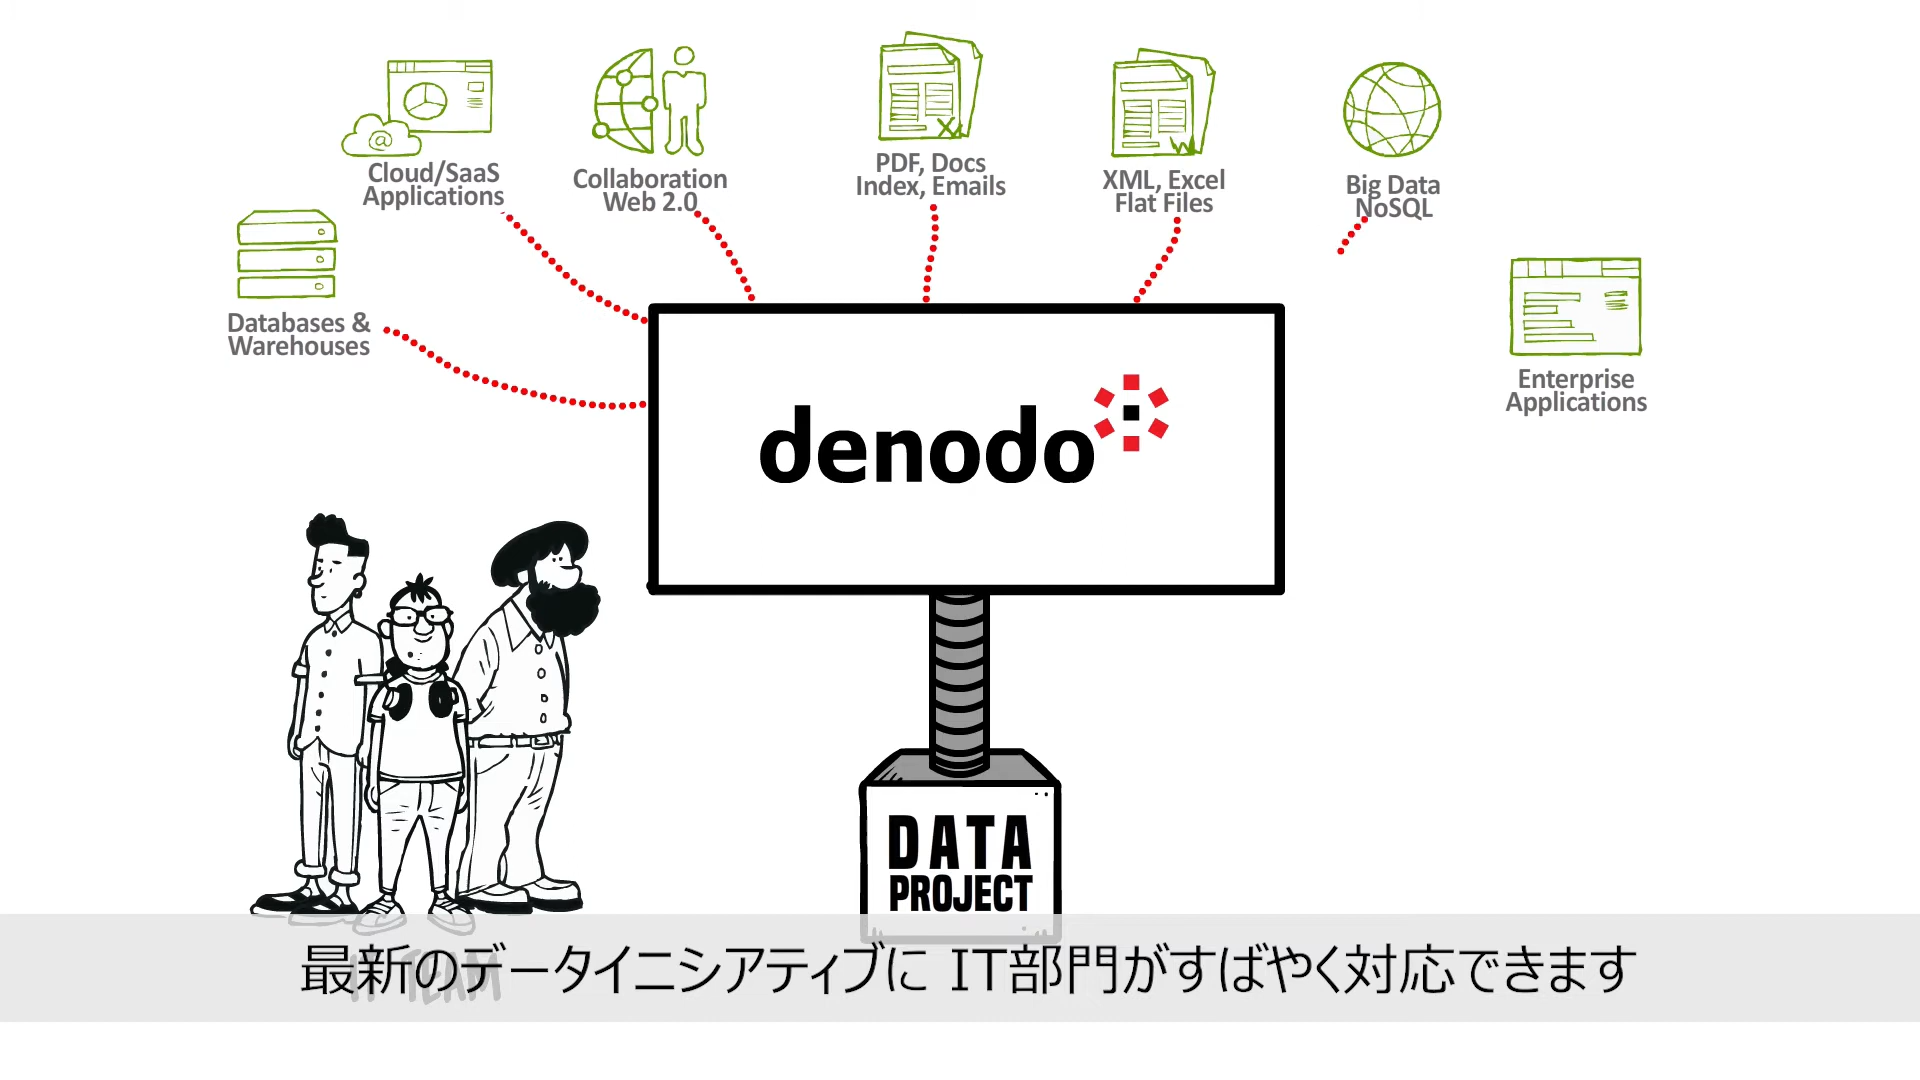 Cloud/SaaS
Applications
Collaboration
Web 2.0
PDF, Docs
Index, Emails
XML, Excel
Flat Files
Big Data
NoSQL
Databases &
Warehouses
Enterprise
Applications
denodo
DATA
PROJECT
IT TEAM
最新のデータイニシアティブに IT部門がすばやく対応できます